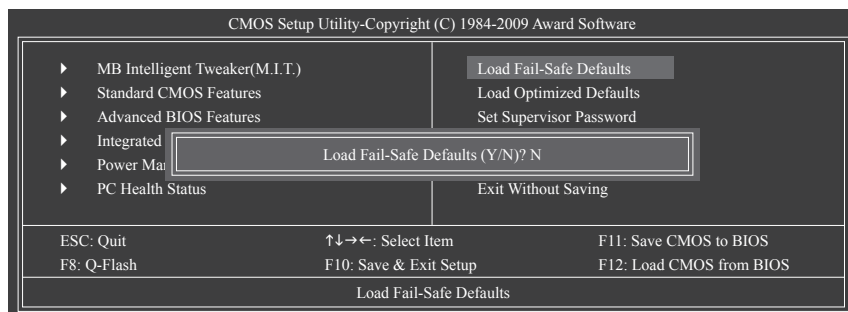 CMOS Setup Utility-Copyright (C) 1984-2009 Award Software
MB Intelligent Tweaker(M.I.T.)
Standard CMOS Features
Advanced BIOS Features
Integrated
Power
PC Health Status
Load Fail-Safe Defaults
Load Optimized Defaults
Set Supervisor Password
Exit Without Saving
Load Fail-Safe Defaults (Y/N)? N
ESC: Quit ↑↓→←: Select Item F11: Save CMOS to BIOS
F8: Q-Flash F10: Save & Exit Setup F12: Load CMOS from BIOS
Load Fail-Safe Defaults